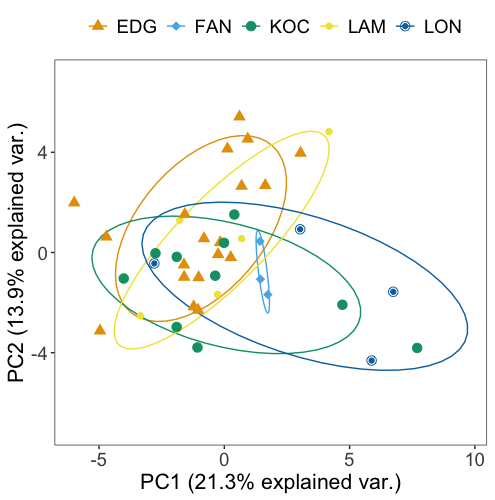 EDG FAN KOC LAM LON
4
0
-4
PC2 (13.9% explained var.)
-5 0 5 10
PC1 (21.3% explained var.)